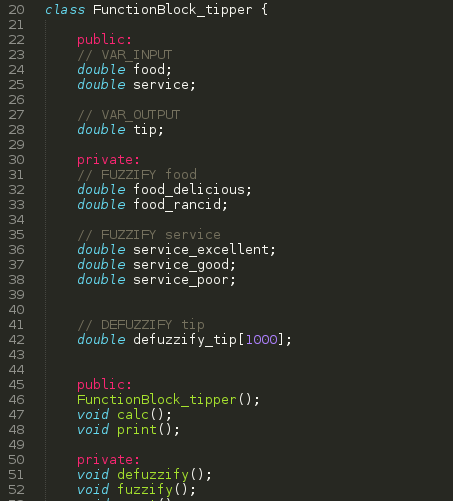 20 class FunctionBlock_tipper {
21
22 public:
23 // VAR_INPUT
24 double food;
25 double service;
26
27 // VAR_OUTPUT
28 double tip;
29
30 private:
31 // FUZZIFY food
32 double food_delicious;
33 double food_rancid;
34
35 // FUZZIFY service
36 double service_excellent;
37 double service_good;
38 double service_poor;
39
40
41 // DEFUZZIFY tip
42 double defuzzify_tip[1000];
43
44
45 public:
46 FunctionBlock_tipper();
47 void calc();
48 void print();
49
50 private:
51 void defuzzify();
52 void fuzzify();